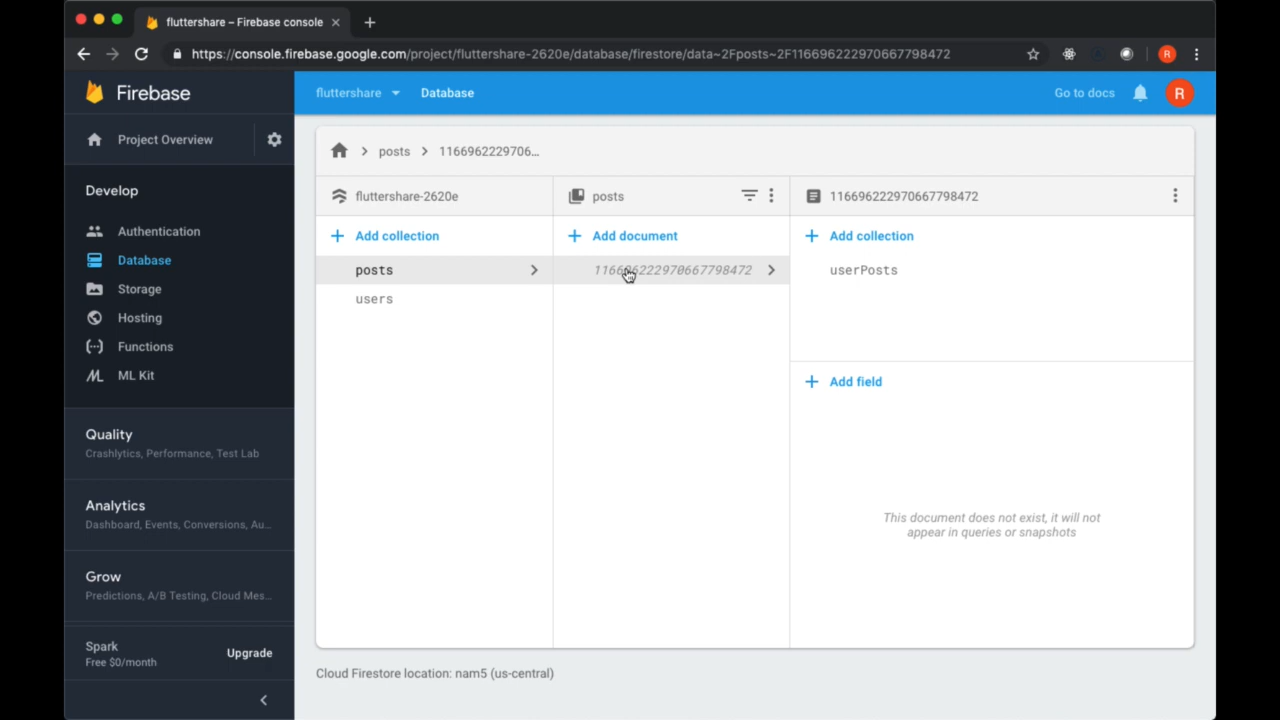 fluttershare – Firebase console
https://console.firebase.google.com/project/fluttershare-2620e/database/firestore/data~2Fposts~2F116696222970667798472
R
Firebase
fluttershare
Database
Go to docs
R
Project Overview
posts
1166962229706...
Develop
fluttershare-2620e
posts
116696222970667798472
Authentication
Add collection
Add document
Add collection
Database
posts
116696222970667798472
userPosts
Storage
users
Hosting
Functions
ML Kit
Add field
Quality
Crashlytics, Performance, Test Lab
Analytics
Dashboard, Events, Conversions, Au...
This document does not exist, it will not
appear in queries or snapshots
Grow
Predictions, A/B Testing, Cloud Mes...
Spark
Free $0/month
Upgrade
Cloud Firestore location: nam5 (us-central)